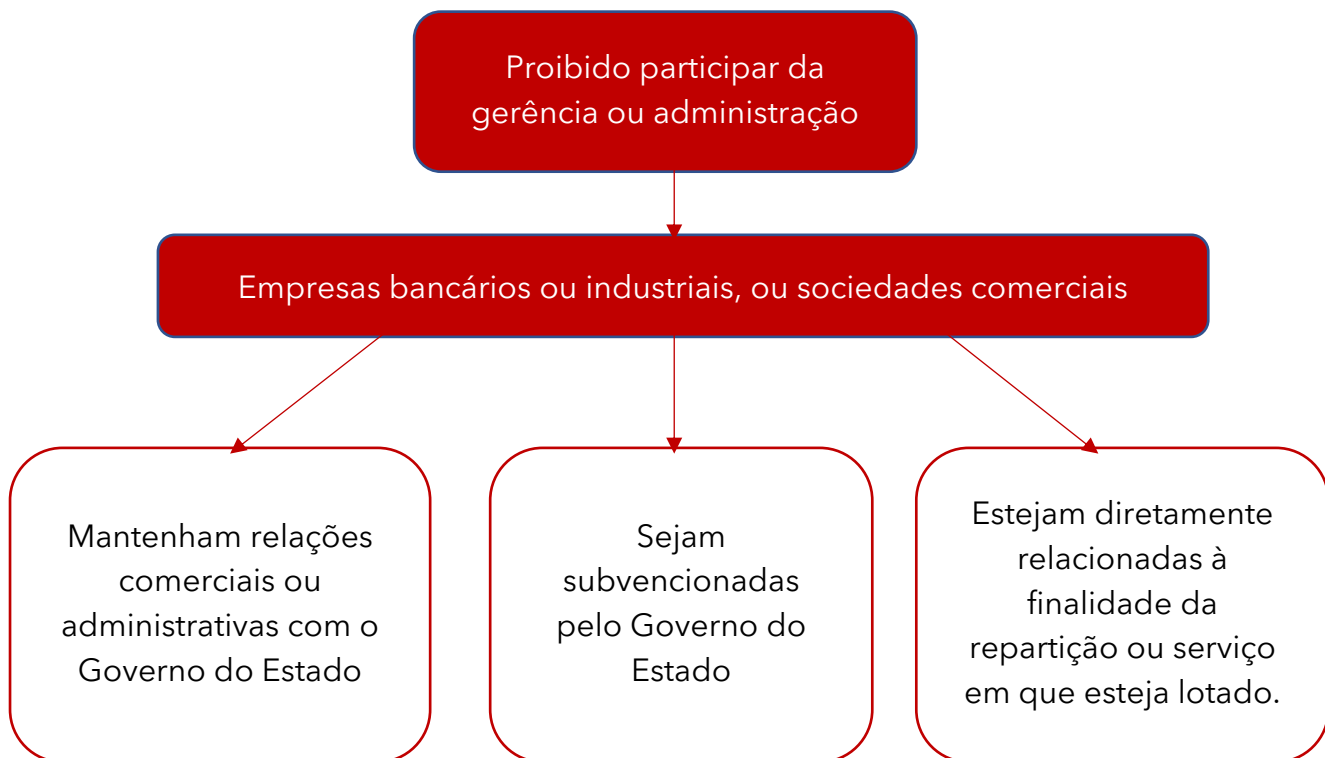 Proibido participar da
gerência ou administração
Empresas bancários ou industriais, ou sociedades comerciais
Mantenham relações
comerciais ou
administrativas com o
Governo do Estado
Sejam
subvencionadas
pelo Governo do
Estado
Estejam diretamente
relacionadas à
finalidade da
repartição ou serviço
em que esteja lotado.